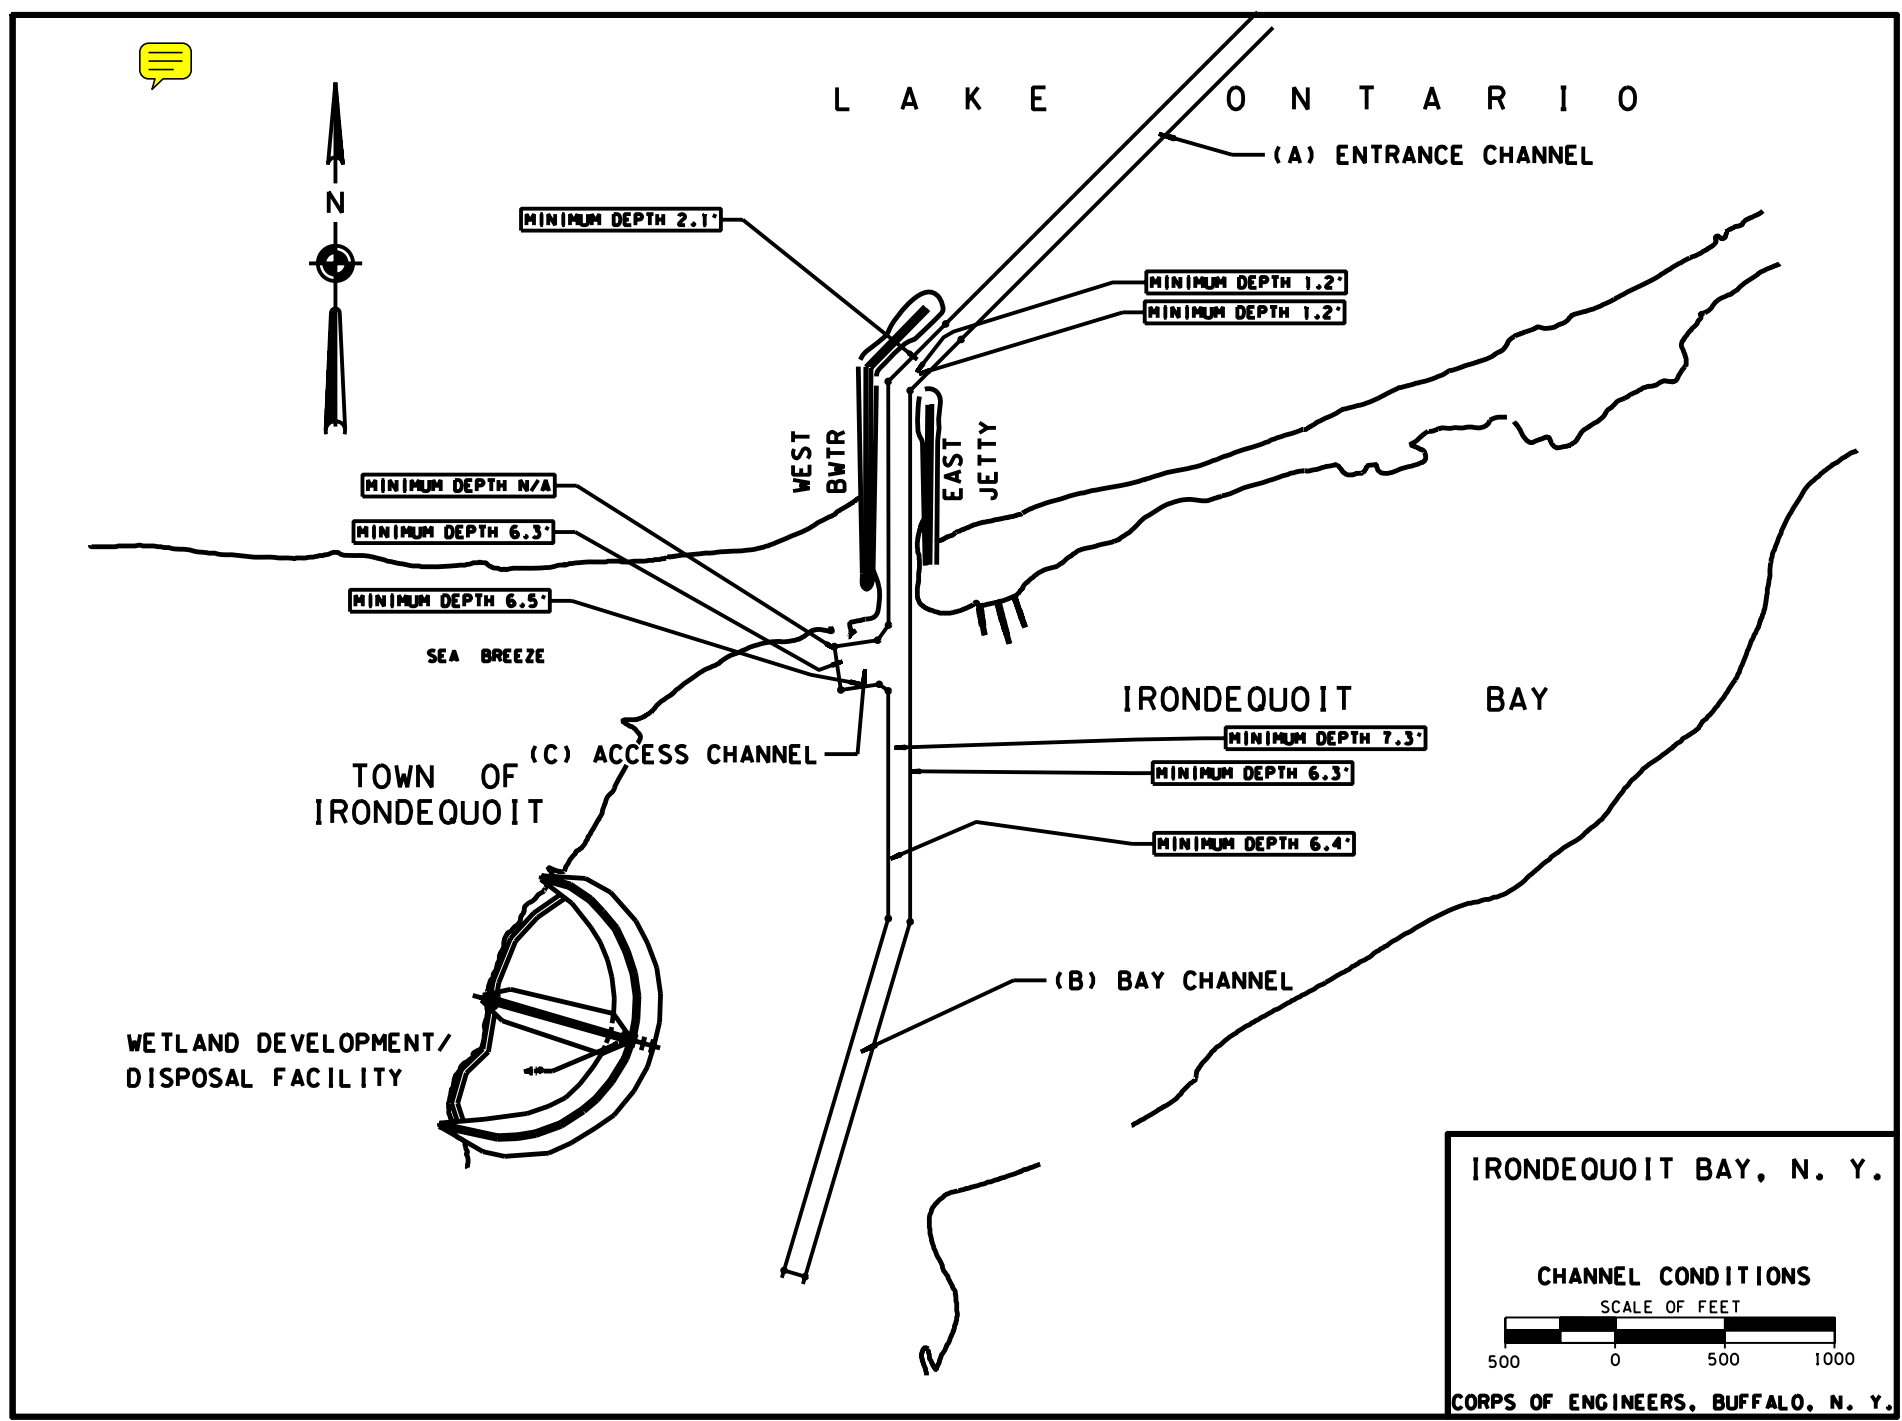 LAKE ONTARIO
(A) ENTRANCE CHANNEL
N
MINIMUM DEPTH 2.1'
MINIMUM DEPTH 1.2'
MINIMUM DEPTH 1.2'
WEST
BWTR
EAST
JETTY
MINIMUM DEPTH N/A
MINIMUM DEPTH 6.3'
MINIMUM DEPTH 6.5'
SEA BREEZE
IRONDEQUOIT BAY
MINIMUM DEPTH 7.3'
(C) ACCESS CHANNEL
MINIMUM DEPTH 6.3'
TOWN OF
IRONDEQUOIT
MINIMUM DEPTH 6.4'
(B) BAY CHANNEL
WETLAND DEVELOPMENT/
DISPOSAL FACILITY
IRONDEQUOIT BAY, N. Y.
CHANNEL CONDITIONS
SCALE OF FEET
500 0 500 1000
CORPS OF ENGINEERS, BUFFALO, N. Y.